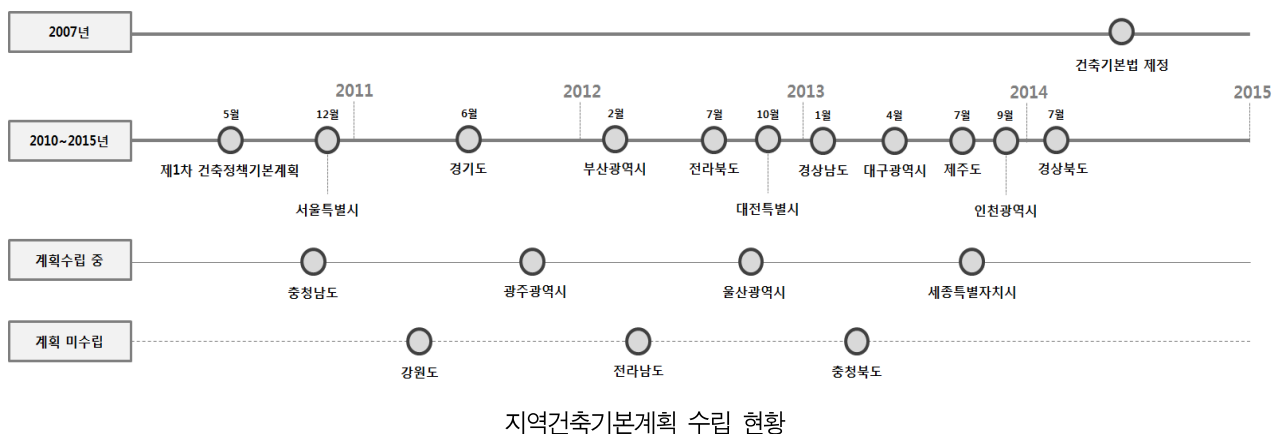 2007년
건축기본법 제정
2011 2012 2013 2014 2015
5월 12월 6월 2월 7월 10월 1월 4월 7월 9월 7월
2010~2015년
제1차 건축정책기본계획 경기도 부산광역시 전라북도 경상남도 대구광역시 제주도 경상북도
서울특별시 대전특별시 인천광역시
계획수립 중
충청남도 광주광역시 울산광역시 세종특별자치시
계획 미수립
강원도 전라남도 충청북도
지역건축기본계획 수립 현황